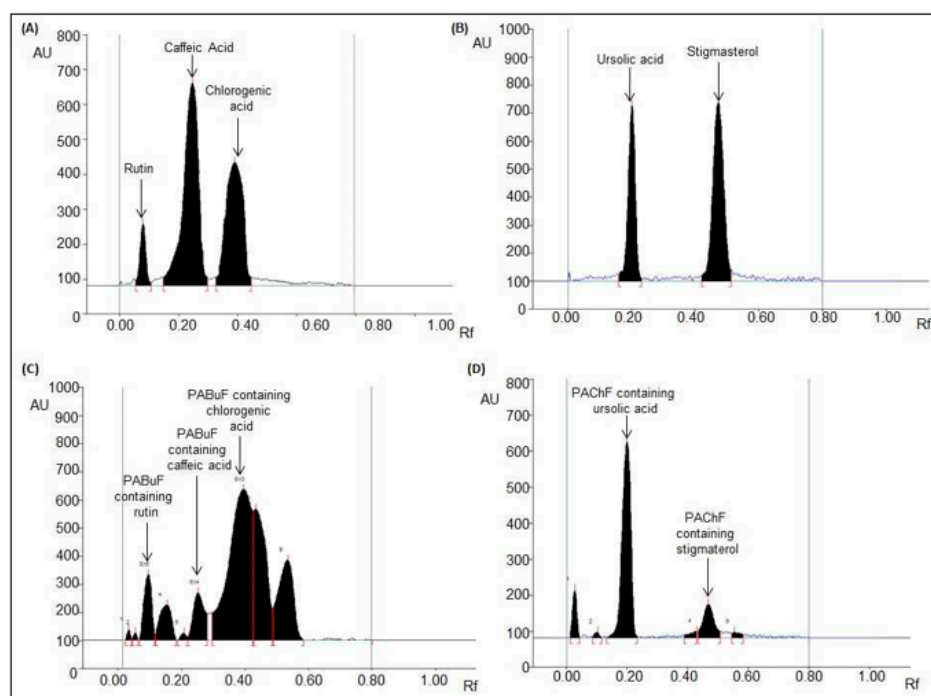 (A)
AU
800
700
600
500
400
300
200
100
0
Caffeic Acid
Chlorogenic
acid
Rutin
0.00 0.20 0.40 0.60 0.80 1.00
Rf
(B)
AU
1000
900
800
700
600
500
400
300
200
100
0
Ursolic acid
Stigmasterol
0.00 0.20 0.40 0.60 0.80 1.00
Rf
(C)
AU
1000
900
800
700
600
500
400
300
200
100
0
PABuF containing
chlorogenic
acid
PABuF
containing
caffeic acid
PABuF
containing
rutin
0.00 0.20 0.40 0.60 0.80 1.00
Rf
(D)
AU
800
700
600
500
400
300
200
100
0
PAChF containing
ursolic acid
PAChF
containing
stigmaterol
0.00 0.20 0.40 0.60 0.80 1.00
Rf